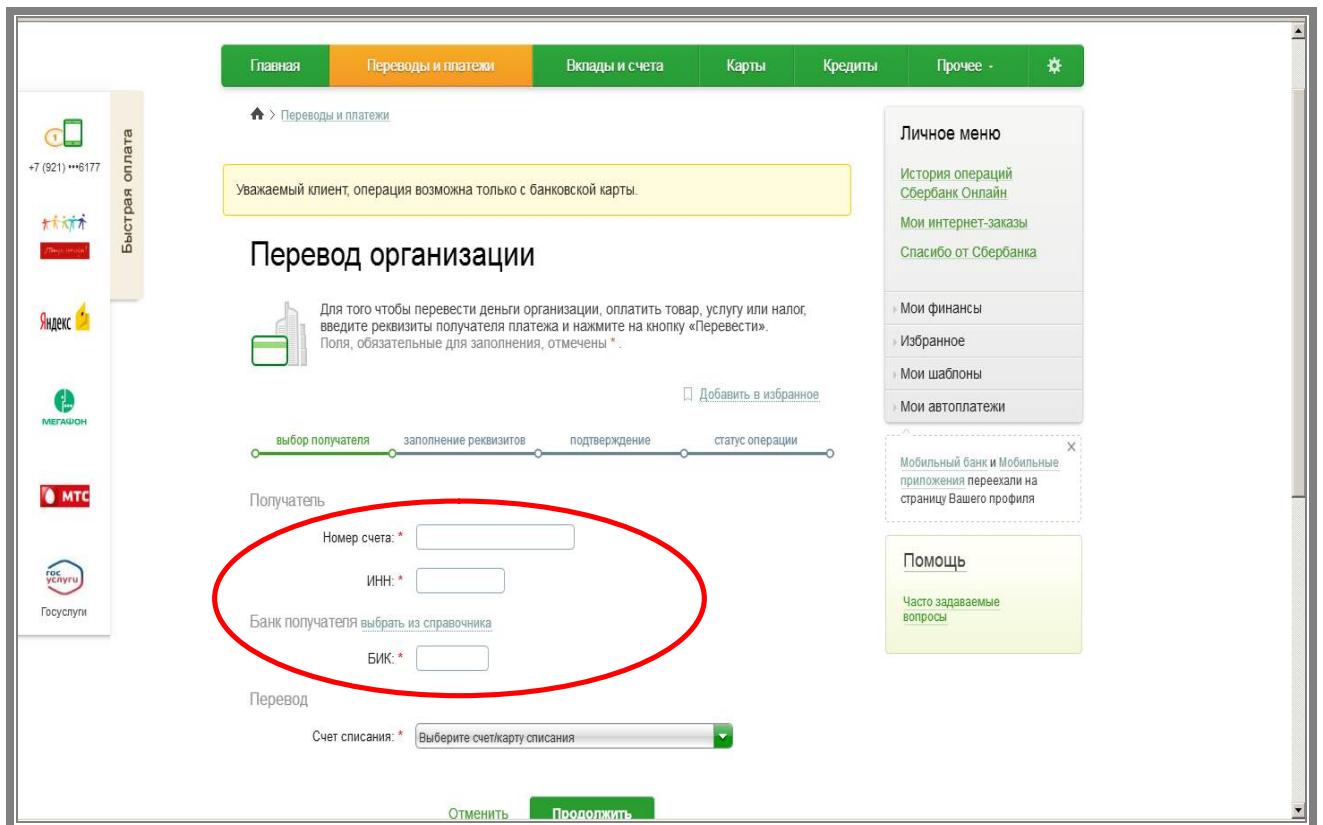 Главная Переводы и платежи Вклады и счета Карты Кредиты Прочее
Переводы и платежи
Быстрая оплата
+7 (921) •••6177
Яндекс
МЕГАФОН
МТС
гос
услуги
Госуслуги
Уважаемый клиент, операция возможна только с банковской карты.
Перевод организации
Для того чтобы перевести деньги организации, оплатить товар, услугу или налог,
введите реквизиты получателя платежа и нажмите на кнопку «Перевести».
Поля, обязательные для заполнения, отмечены * .
Добавить в избранное
выбор получателя заполнение реквизитов подтверждение статус операции
Получатель
Номер счета: *
ИНН: *
Банк получателя выбрать из справочника
БИК: *
Перевод
Счет списания: * Выберите счет/карту списания
Отменить Продолжить
Личное меню
История операций
Сбербанк Онлайн
Мои интернет-заказы
Спасибо от Сбербанка
Мои финансы
Избранное
Мои шаблоны
Мои автоплатежи
Мобильный банк и Мобильные
приложения переехали на
страницу Вашего профиля
Помощь
Часто задаваемые
вопросы